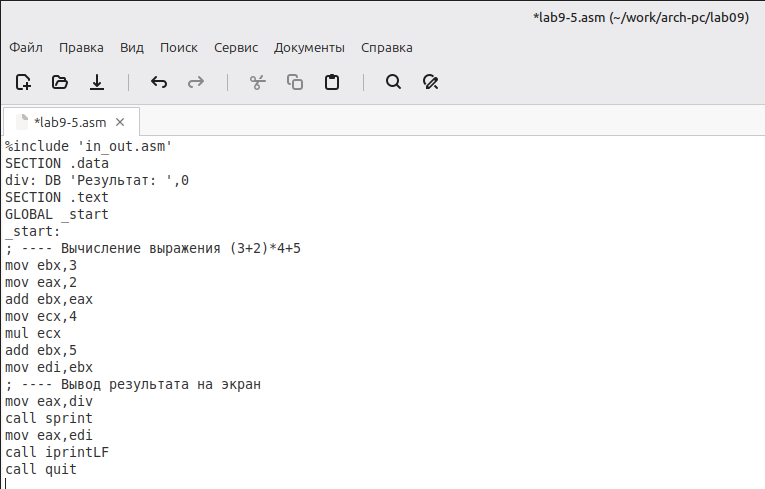 *lab9-5.asm (~/work/arch-pc/lab09)
Файл Правка Вид Поиск Сервис Документы Справка
*lab9-5.asm
%include 'in_out.asm'
SECTION .data
div: DB 'Результат: ',0
SECTION .text
GLOBAL _start
_start:
; ---- Вычисление выражения (3+2)*4+5
mov ebx,3
mov eax,2
add ebx,eax
mov ecx,4
mul ecx
add ebx,5
mov edi,ebx
; ---- Вывод результата на экран
mov eax,div
call sprint
mov eax,edi
call iprintLF
call quit